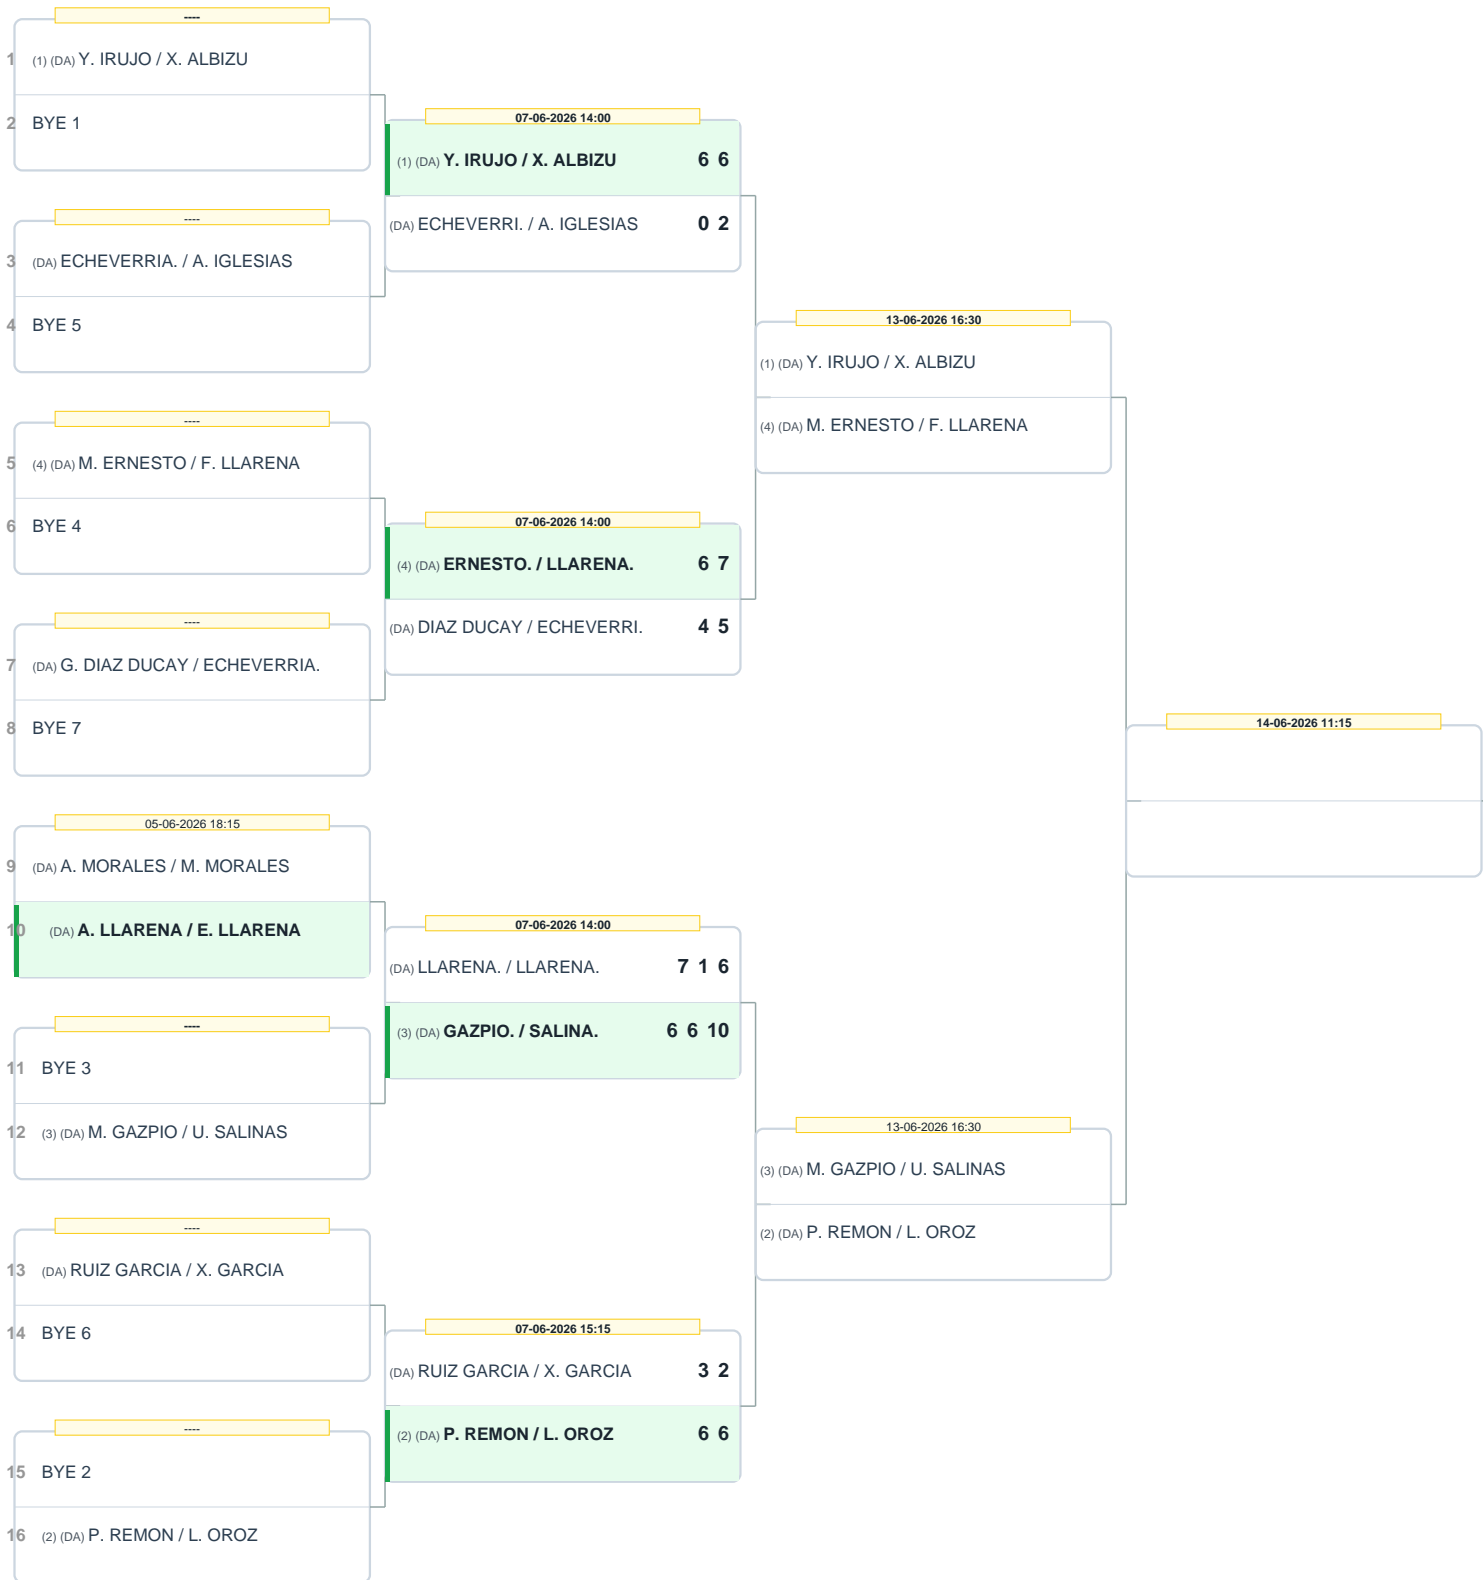 ----
1 (1) (DA) Y. IRUJO / X. ALBIZU
2 BYE 1
----
3 (DA) ECHEVERRIA. / A. IGLESIAS
4 BYE 5
----
5 (4) (DA) M. ERNESTO / F. LLARENA
6 BYE 4
----
7 (DA) G. DIAZ DUCAY / ECHEVERRIA.
8 BYE 7
05-06-2026 18:15
9 (DA) A. MORALES / M. MORALES
10 (DA) A. LLARENA / E. LLARENA
----
11 BYE 3
12 (3) (DA) M. GAZPIO / U. SALINAS
----
13 (DA) RUIZ GARCIA / X. GARCIA
14 BYE 6
----
15 BYE 2
16 (2) (DA) P. REMON / L. OROZ
07-06-2026 14:00
(1) (DA) Y. IRUJO / X. ALBIZU 6 6
(DA) ECHEVERRI. / A. IGLESIAS 0 2
07-06-2026 14:00
(4) (DA) ERNESTO. / LLARENA. 6 7
(DA) DIAZ DUCAY / ECHEVERRI. 4 5
07-06-2026 14:00
(DA) LLARENA. / LLARENA. 7 1 6
(3) (DA) GAZPIO. / SALINA. 6 6 10
07-06-2026 15:15
(DA) RUIZ GARCIA / X. GARCIA 3 2
(2) (DA) P. REMON / L. OROZ 6 6
13-06-2026 16:30
(1) (DA) Y. IRUJO / X. ALBIZU
(4) (DA) M. ERNESTO / F. LLARENA
13-06-2026 16:30
(3) (DA) M. GAZPIO / U. SALINAS
(2) (DA) P. REMON / L. OROZ
14-06-2026 11:15